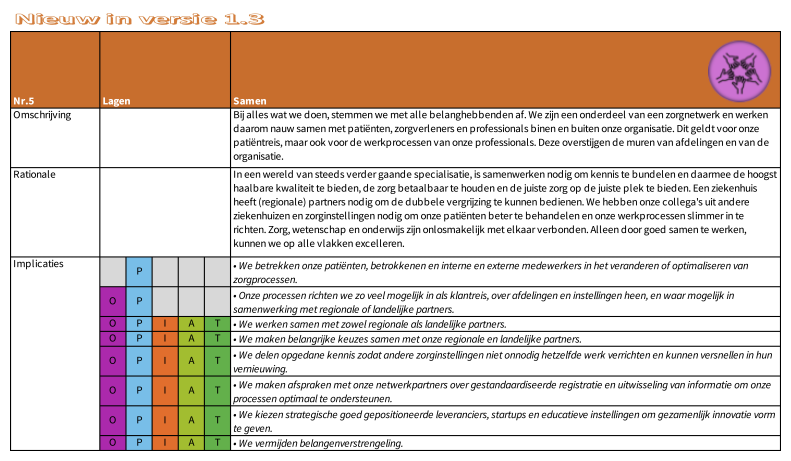 Nieuw in versie 1.3
Nr.5 Lagen Samen
Omschrijving
Bij alles wat we doen, stemmen we met alle belanghebbenden af. We zijn een onderdeel van een zorgnetwerk en werken
daarom nauw samen met patiënten, zorgverleners en professionals binen en buiten onze organisatie. Dit geldt voor onze
patiëntreis, maar ook voor de werkprocessen van onze professionals. Deze overstijgen de muren van afdelingen en van de
organisatie.
Rationale
In een wereld van steeds verder gaande specialisatie, is samenwerken nodig om kennis te bundelen en daarmee de hoogst
haalbare kwaliteit te bieden, de zorg betaalbaar te houden en de juiste zorg op de juiste plek te bieden. Een ziekenhuis
heeft (regionale) partners nodig om de dubbele vergrijzing te kunnen bedienen. We hebben onze collega's uit andere
ziekenhuizen en zorginstellingen nodig om onze patiënten beter te behandelen en onze werkprocessen slimmer in te
richten. Zorg, wetenschap en onderwijs zijn onlosmakelijk met elkaar verbonden. Alleen door goed samen te werken,
kunnen we op alle vlakken excelleren.
Implicaties
P • We betrekken onze patiënten, betrokkenen en interne en externe medewerkers in het veranderen of optimaliseren van
zorgprocessen.
O P • Onze processen richten we zo veel mogelijk in als klantreis, over afdelingen en instellingen heen, en waar mogelijk in
samenwerking met regionale of landelijke partners.
O P I A T • We werken samen met zowel regionale als landelijke partners.
O P I A T • We maken belangrijke keuzes samen met onze regionale en landelijke partners.
O P I A T • We delen opgedane kennis zodat andere zorginstellingen niet onnodig hetzelfde werk verrichten en kunnen versnellen in hun
vernieuwing.
O P I A T • We maken afspraken met onze netwerkpartners over gestandaardiseerde registratie en uitwisseling van informatie om onze
processen optimaal te ondersteunen.
O P I A T • We kiezen strategische goed gepositioneerde leveranciers, startups en educatieve instellingen om gezamenlijk innovatie vorm
te geven.
O P I A T • We vermijden belangenverstrengeling.